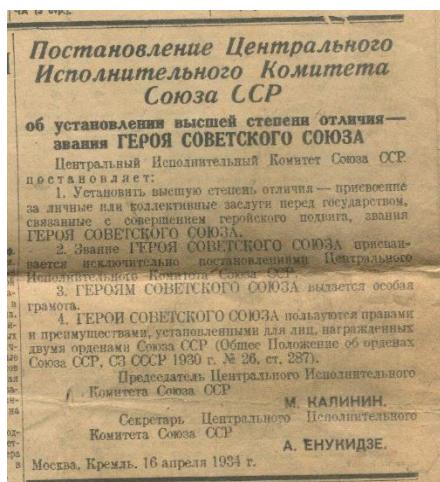 Постановление Центрального
Исполнительного Комитета
Союза ССР
об установлении высшей степени отличия—
звания ГЕРОЯ СОВЕТСКОГО СОЮЗА
Центральный Исполнительный Комитет Союза ССР
постановляет:
1. Установить высшую степень отличия — присвоение
за личные или коллективные заслуги перед государством,
связанные с совершением геройского подвига, звания
ГЕРОЯ СОВЕТСКОГО СОЮЗА.
2. Звание ГЕРОЯ СОВЕТСКОГО СОЮЗА присваи-
вается исключительно постановлениями Центрального
Исполнительного Комитета Союза ССР.
3. ГЕРОЯМ СОВЕТСКОГО СОЮЗА выдается особая
грамота.
4. ГЕРОИ СОВЕТСКОГО СОЮЗА пользуются правами
и преимуществами, установленными для лиц, награжденных
двумя орденами Союза ССР (Общее Положение об орденах
Союза ССР, СЗ СССР 1930 г. № 26, ст. 287).
Председатель Центрального Исполнительного
Комитета Союза ССР
М. КАЛИНИН.
Секретарь Центрального Исполнительного
Комитета Союза ССР
А. ЕНУКИДЗЕ.
Москва, Кремль. 16 апреля 1934 г.